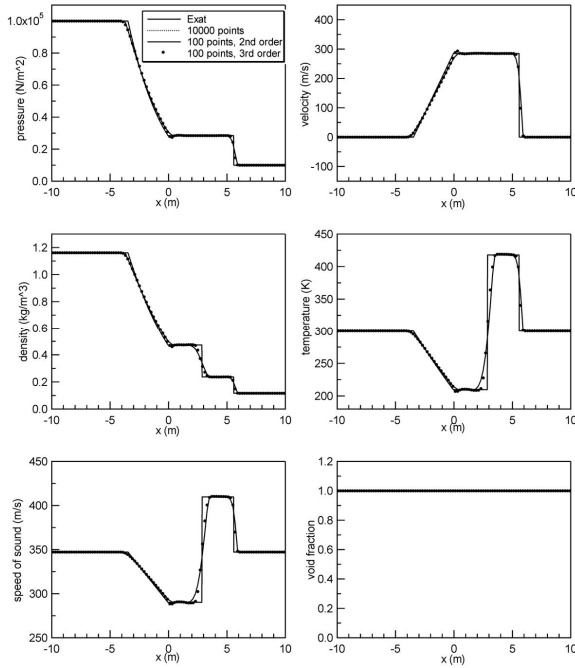 Exat
10000 points
100 points, 2nd order
100 points, 3rd order
1.0x10^5
0.8
0.6
0.4
0.2
0.0
pressure (N/m^2)
-10 -5 0 5 10
x (m)
400
300
200
100
0
-100
velocity (m/s)
-10 -5 0 5 10
x (m)
1.2
1.0
0.8
0.6
0.4
0.2
0.0
density (kg/m^3)
-10 -5 0 5 10
x (m)
450
400
350
300
250
200
temperature (K)
-10 -5 0 5 10
x (m)
450
400
350
300
250
speed of sound (m/s)
-10 -5 0 5 10
x (m)
1.2
1.0
0.8
0.6
0.4
0.2
0.0
void fraction
-10 -5 0 5 10
x (m)